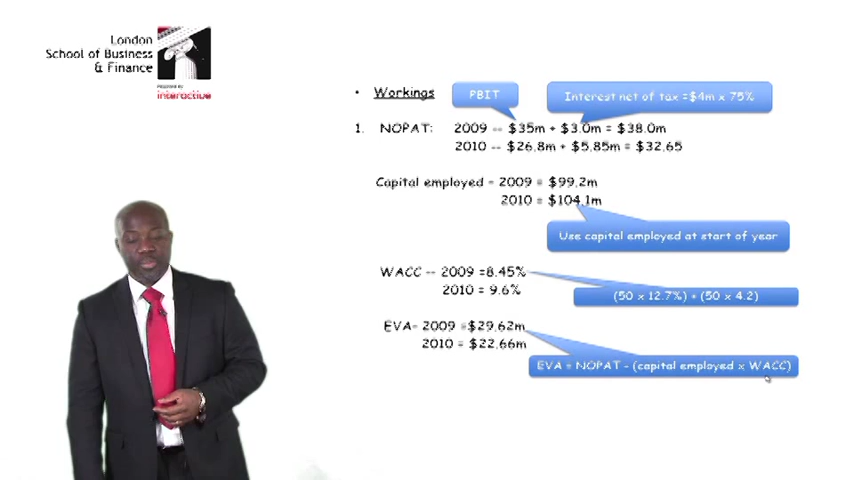 London
School of Business
& Finance
interactive
• Workings
PBIT
Interest net of tax =$4m x 75%
1. NOPAT: 2009 -- $35m + $3.0m = $38.0m
2010 -- $26.8m + $5.85m = $32.65
Capital employed - 2009 = $99.2m
2010 = $104.1m
Use capital employed at start of year
WACC -- 2009 =8.45%
2010 = 9.6%
(50 x 12.7%) + (50 x 4.2)
EVA- 2009 =$29.62m
2010 = $22.66m
EVA = NOPAT - (capital employed x WACC)